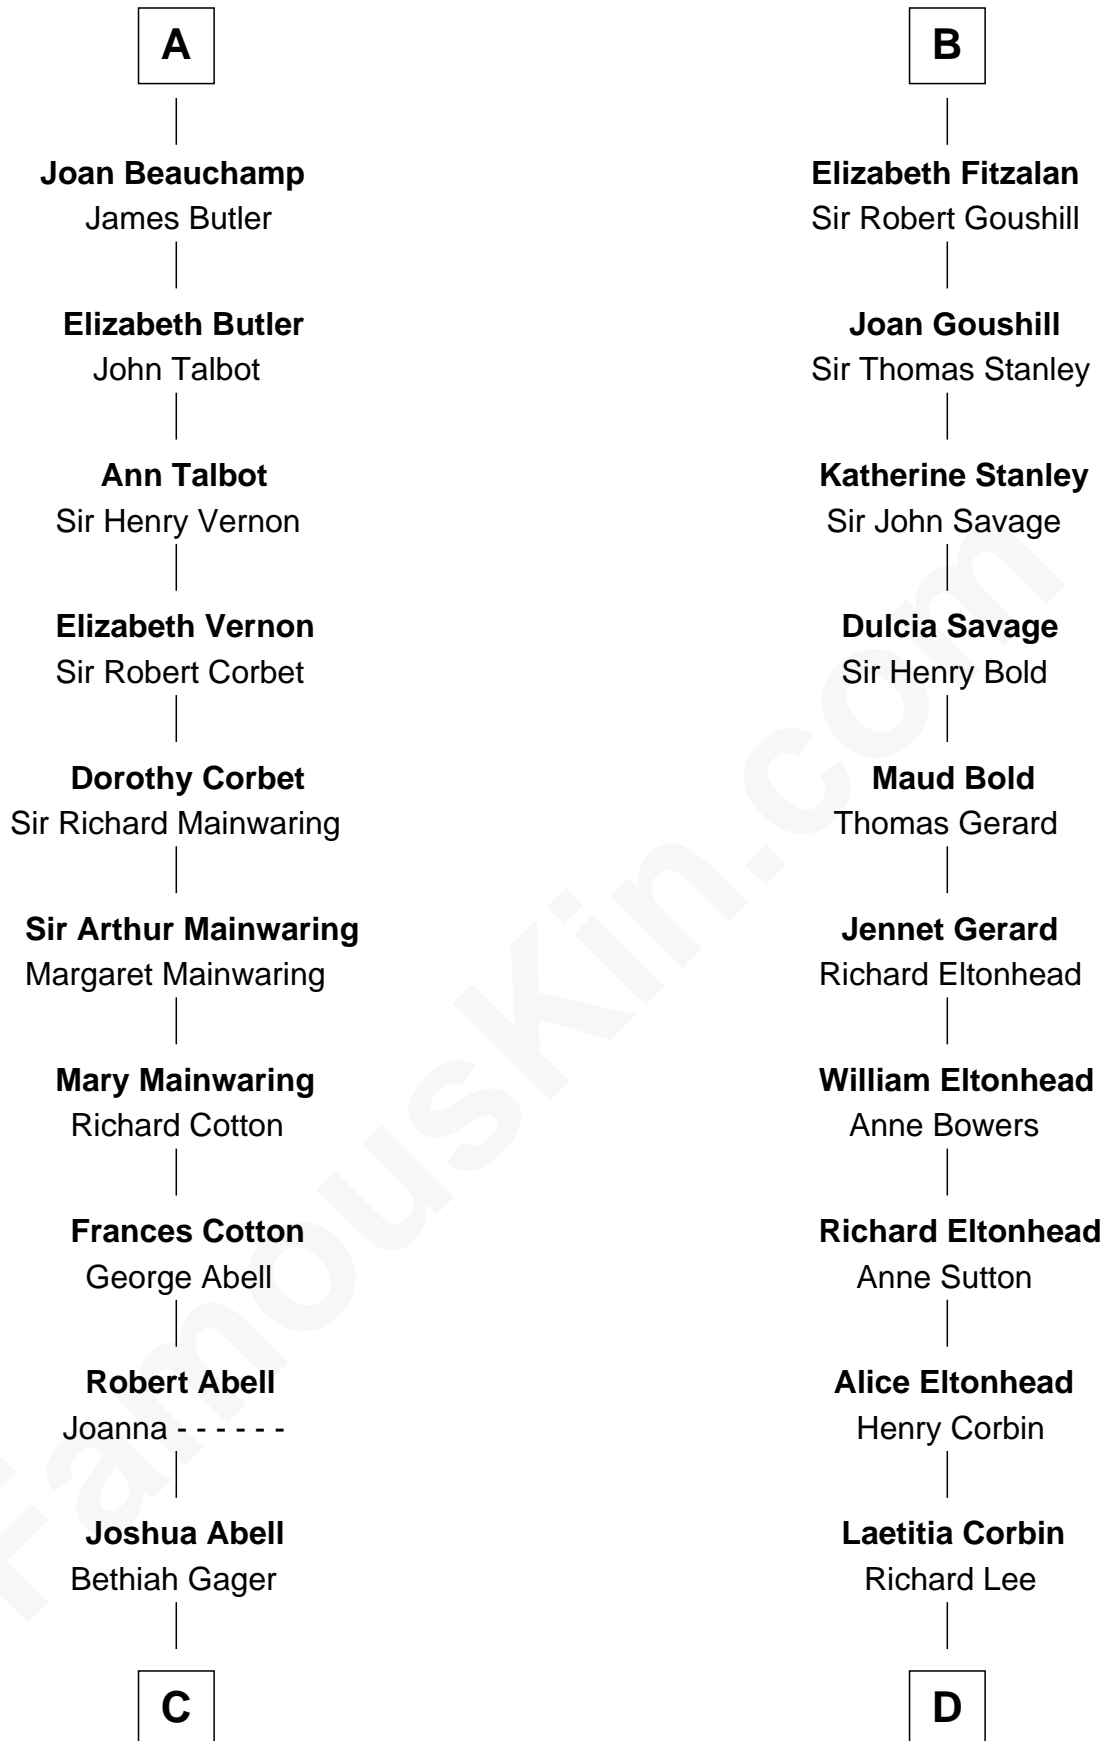 A
Joan Beauchamp
James Butler
Elizabeth Butler
John Talbot
Ann Talbot
Sir Henry Vernon
Elizabeth Vernon
Sir Robert Corbet
Dorothy Corbet
Sir Richard Mainwaring
Sir Arthur Mainwaring
Margaret Mainwaring
Mary Mainwaring
Richard Cotton
Frances Cotton
George Abell
Robert Abell
Joanna - - - - - -
Joshua Abell
Bethiah Gager
C
B
Elizabeth Fitzalan
Sir Robert Goushill
Joan Goushill
Sir Thomas Stanley
Katherine Stanley
Sir John Savage
Dulcia Savage
Sir Henry Bold
Maud Bold
Thomas Gerard
Jennet Gerard
Richard Eltonhead
William Eltonhead
Anne Bowers
Richard Eltonhead
Anne Sutton
Alice Eltonhead
Henry Corbin
Laetitia Corbin
Richard Lee
D
FamousKin.com